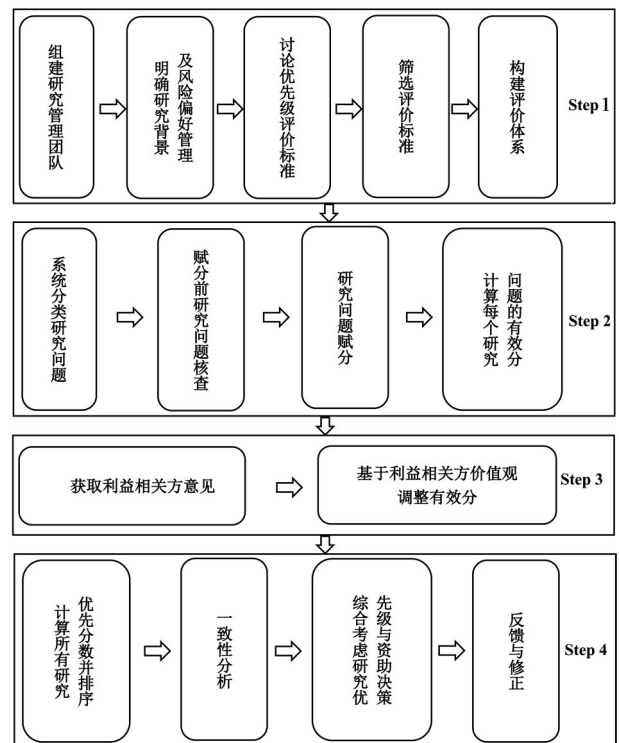 组建研究管理团队
明确研究背景
及风险偏好管理
讨论优先级评价标准
筛选评价标准
构建评价体系
Step 1
系统分类研究问题
赋分前研究问题核查
研究问题赋分
计算每个研究
问题的有效分
Step 2
获取利益相关方意见
基于利益相关方价值观
调整有效分
Step 3
计算所有研究
优先分数并排序
一致性分析
综合考虑研究优
先级与资助决策
反馈与修正
Step 4